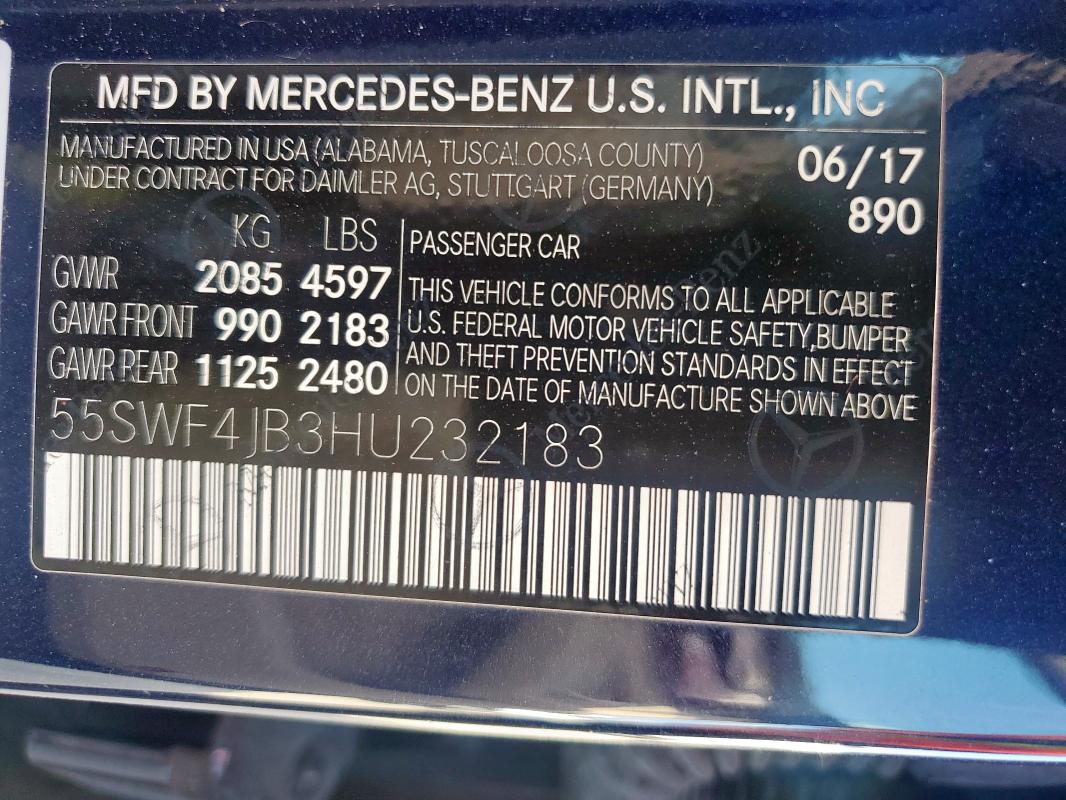 MFD BY MERCEDES-BENZ U.S. INTL., INC
MANUFACTURED IN USA (ALABAMA, TUSCALOOSA COUNTY) 06/17
UNDER CONTRACT FOR DAIMLER AG, STUTTGART (GERMANY) 890
KG LBS
GVWR 2085 4597
GAWR FRONT 990 2183
GAWR REAR 1125 2480
PASSENGER CAR
THIS VEHICLE CONFORMS TO ALL APPLICABLE
U.S. FEDERAL MOTOR VEHICLE SAFETY,BUMPER
AND THEFT PREVENTION STANDARDS IN EFFECT
ON THE DATE OF MANUFACTURE SHOWN ABOVE
55SWF4JB3HU232183